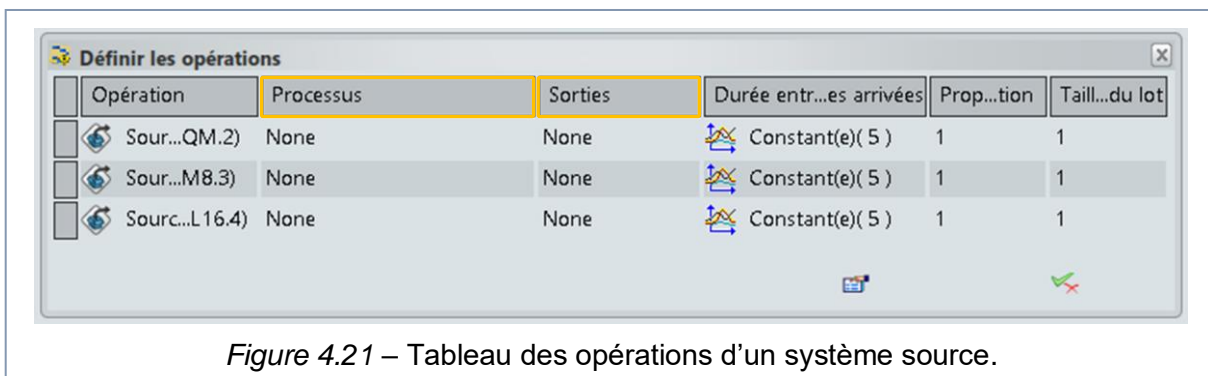 Définir les opérations
Opération Processus Sorties Durée entr...es arrivées Prop...tion Taill...du lot
Sour...QM.2) None None Constant(e)( 5 ) 1 1
Sour...M8.3) None None Constant(e)( 5 ) 1 1
Sourc...L16.4) None None Constant(e)( 5 ) 1 1
Figure 4.21 – Tableau des opérations d’un système source.